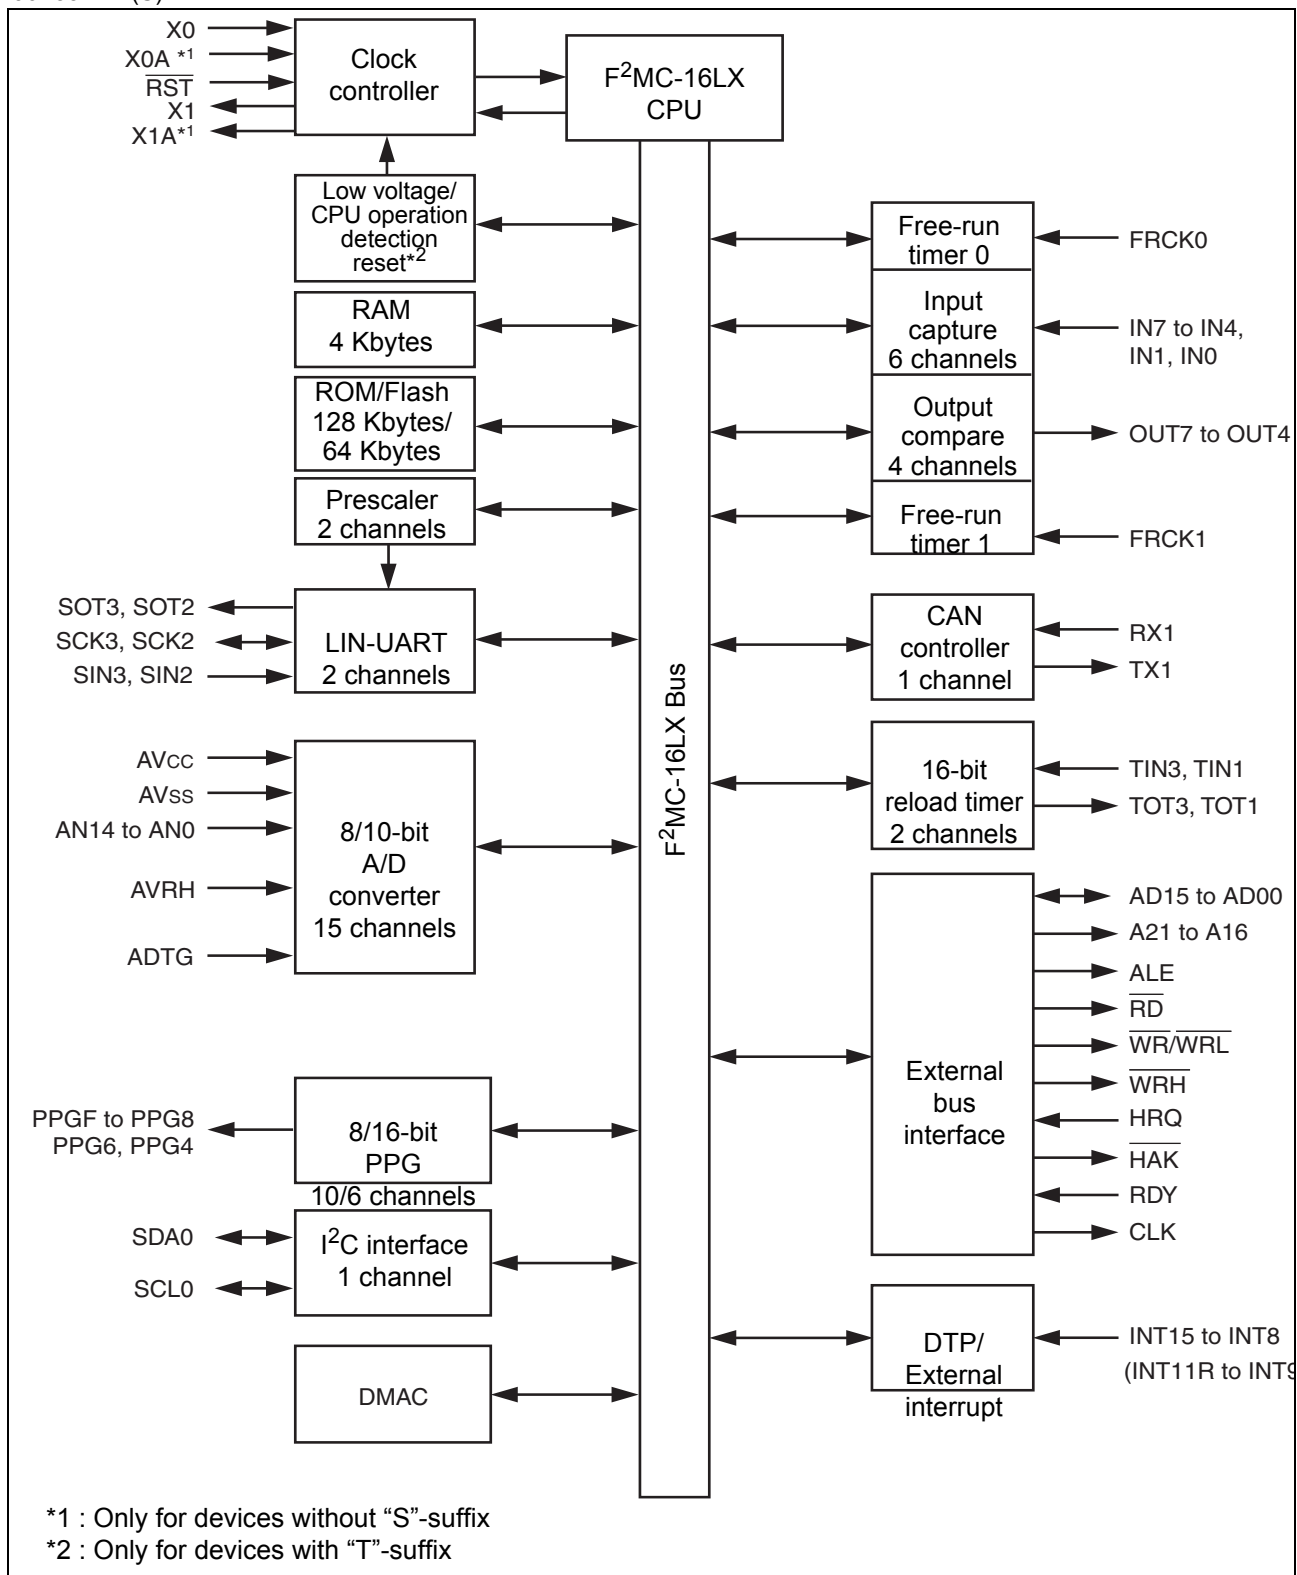 X0
X0A *1
RST
X1
X1A*1
Clock
controller
F2MC-16LX
CPU
Low voltage/
CPU operation
detection
reset*2
RAM
4 Kbytes
ROM/Flash
128 Kbytes/
64 Kbytes
Prescaler
2 channels
SOT3, SOT2
SCK3, SCK2
SIN3, SIN2
LIN-UART
2 channels
AVCC
AVSS
AN14 to AN0
AVRH
ADTG
8/10-bit
A/D
converter
15 channels
PPGF to PPG8
PPG6, PPG4
8/16-bit
PPG
10/6 channels
SDA0
SCL0
I2C interface
1 channel
DMAC
F2MC-16LX Bus
Free-run
timer 0
FRCK0
Input
capture
6 channels
IN7 to IN4,
IN1, IN0
Output
compare
4 channels
OUT7 to OUT4
Free-run
timer 1
FRCK1
CAN
controller
1 channel
RX1
TX1
16-bit
reload timer
2 channels
TIN3, TIN1
TOT3, TOT1
External
bus
interface
AD15 to AD00
A21 to A16
ALE
RD
WR/WRL
WRH
HRQ
HAK
RDY
CLK
DTP/
External
interrupt
INT15 to INT8
(INT11R to INT9
*1 : Only for devices without “S”-suffix
*2 : Only for devices with “T”-suffix